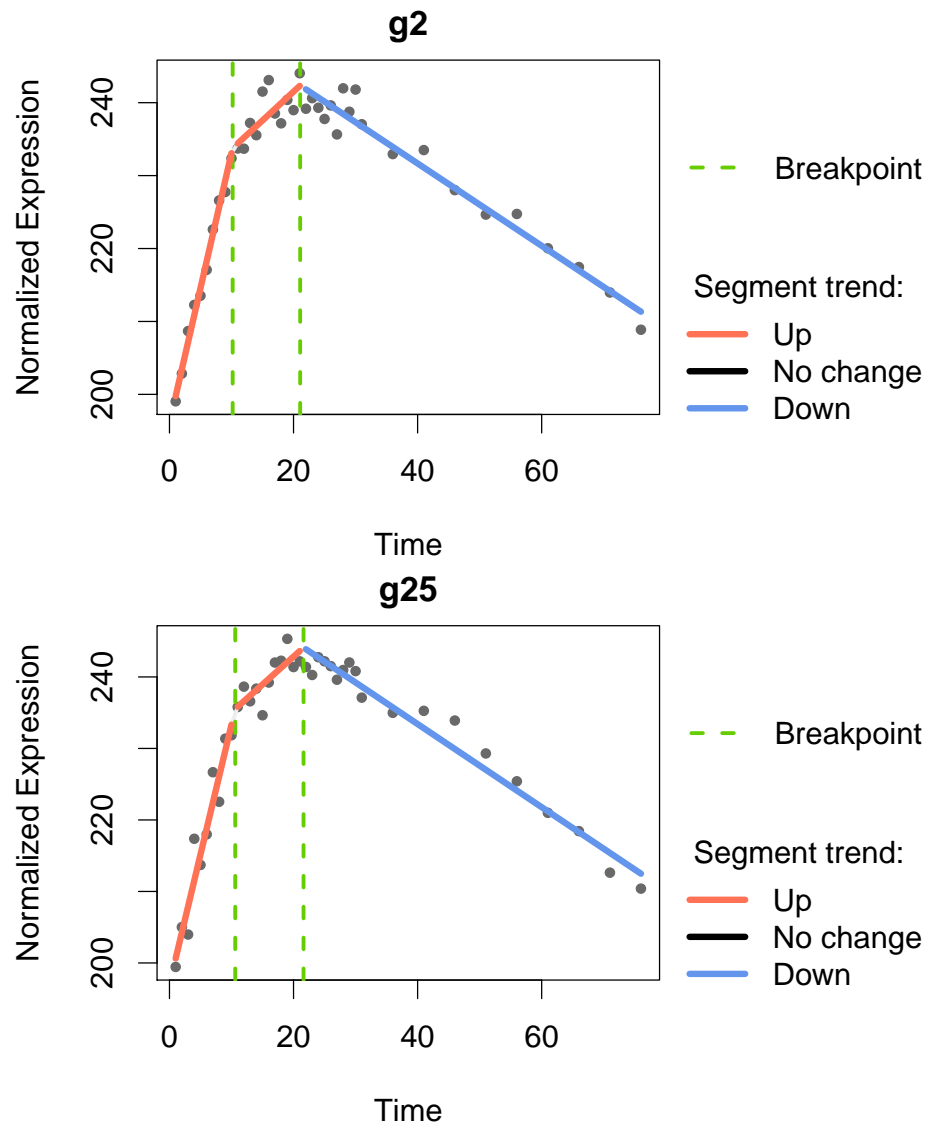 g2
Normalized Expression
200
220
240
0 20 40 60
Time
Breakpoint
Segment trend:
Up
No change
Down
g25
Normalized Expression
200
220
240
0 20 40 60
Time
Breakpoint
Segment trend:
Up
No change
Down